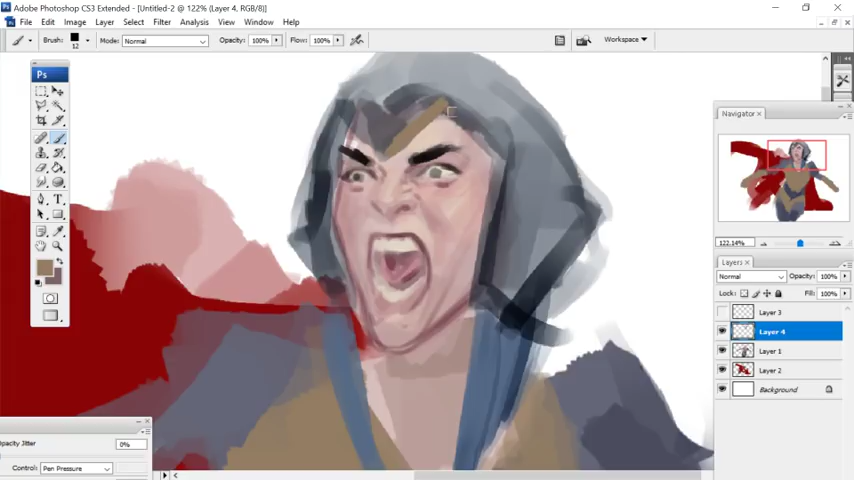 Adobe Photoshop CS3 Extended - [Untitled-2 @ 122% (Layer 4, RGB/8)]
File Edit Image Layer Select Filter Analysis View Window Help
Brush: 12 Mode: Normal Opacity: 100% Flow: 100% Workspace
Ps
T
Navigator
122.14%
Layers
Normal Opacity: 100%
Lock: Fill: 100%
Layer 3
Layer 4
Layer 1
Layer 2
Background
Opacity Jitter 0%
Control: Pen Pressure